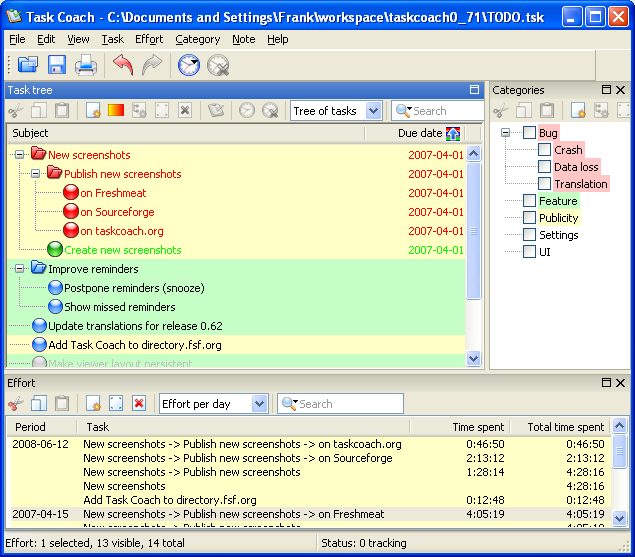 Task Coach - C:\Documents and Settings\Frank\workspace\taskcoach0_71\TODO.tsk
File Edit View Task Effort Category Note Help
Task tree
Tree of tasks Search
Subject Due date
New screenshots 2007-04-01
Publish new screenshots 2007-04-01
on Freshmeat 2007-04-01
on Sourceforge 2007-04-01
on taskcoach.org 2007-04-01
Create new screenshots 2007-04-01
Improve reminders
Postpone reminders (snooze)
Show missed reminders
Update translations for release 0.62
Add Task Coach to directory.fsf.org
Make viewer layout persistent
Categories
Bug
Crash
Data loss
Translation
Feature
Publicity
Settings
UI
Effort
Effort per day Search
Period Task Time spent Total time spent
2008-06-12 New screenshots -> Publish new screenshots -> on taskcoach.org 0:46:50 0:46:50
New screenshots -> Publish new screenshots -> on Sourceforge 2:13:12 2:13:12
New screenshots -> Publish new screenshots 1:28:14 4:28:16
New screenshots 4:28:16
Add Task Coach to directory.fsf.org 0:12:48 0:12:48
2007-04-15 New screenshots -> Publish new screenshots -> on Freshmeat 4:05:19 4:05:19
New screenshots -> Publish new screenshots 4:05:19
Effort: 1 selected, 13 visible, 14 total Status: 0 tracking